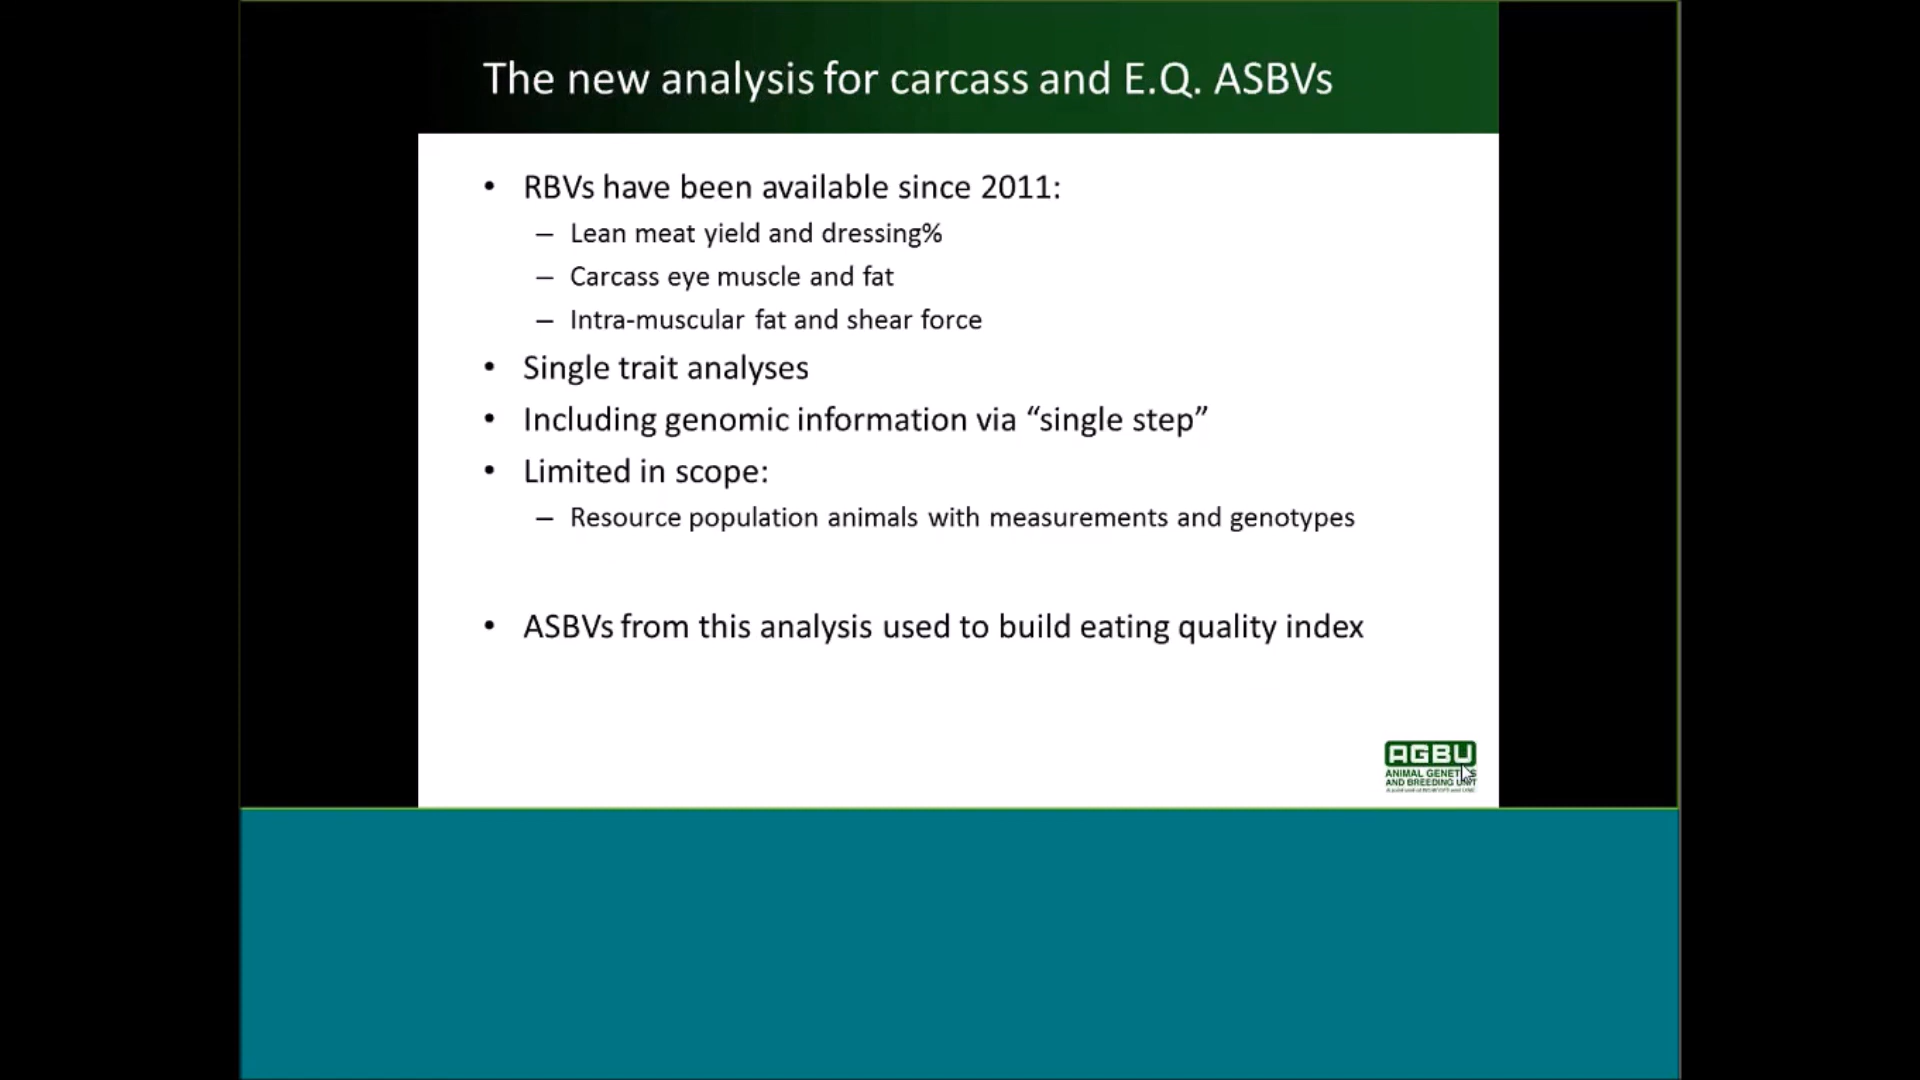 The new analysis for carcass and E.Q. ASBVs
• RBVs have been available since 2011:
– Lean meat yield and dressing%
– Carcass eye muscle and fat
– Intra-muscular fat and shear force
• Single trait analyses
• Including genomic information via “single step”
• Limited in scope:
– Resource population animals with measurements and genotypes
• ASBVs from this analysis used to build eating quality index
AGBU
ANIMAL GENETICS
AND BREEDING UNIT